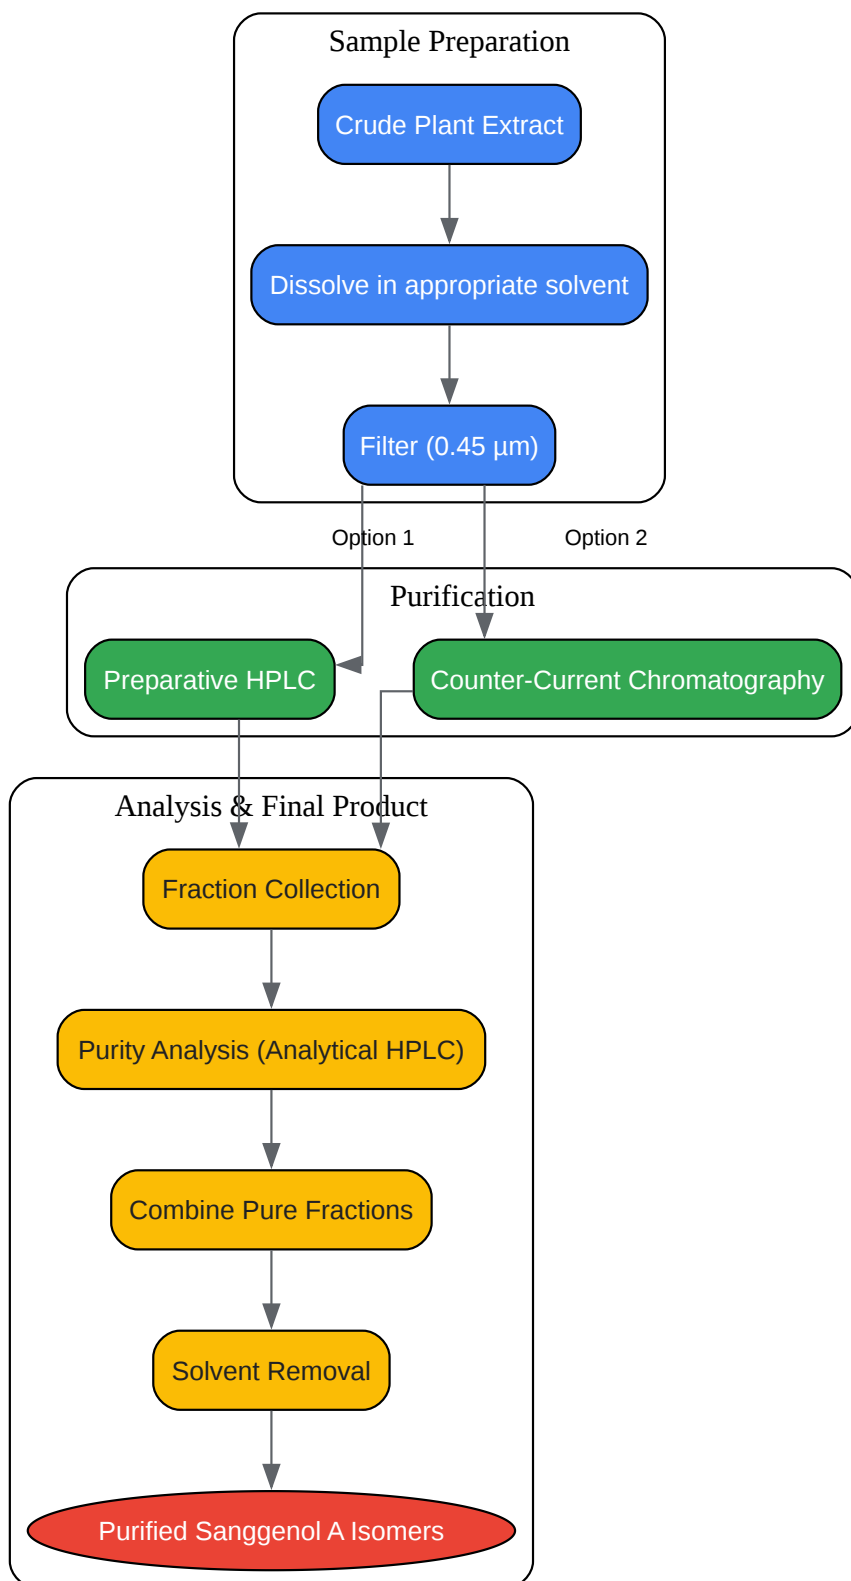 Sample Preparation
Crude Plant Extract
Dissolve in appropriate solvent
Filter (0.45 µm)
Option 1
Option 2
Purification
Preparative HPLC
Counter-Current Chromatography
Analysis & Final Product
Fraction Collection
Purity Analysis (Analytical HPLC)
Combine Pure Fractions
Solvent Removal
Purified Sanggenol A Isomers